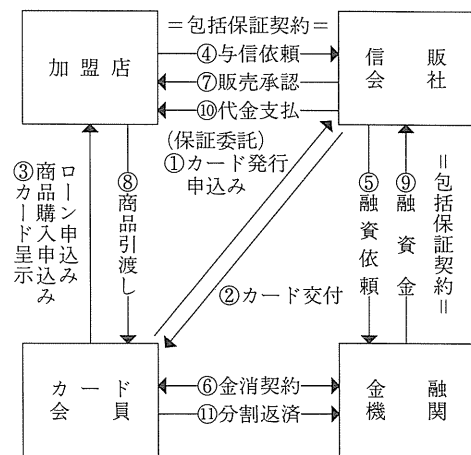 ＝包括保証契約＝
加盟店
④与信依頼
⑦販売承認
⑩代金支払
信販
会社
(保証委託)
①カード発行
申込み
③カード呈示
商品購入申込み
ローン申込み
⑧商品引渡し
②カード交付
⑤融資依頼
⑨融資金
＝包括保証契約＝
カード
会員
⑥金消契約
⑪分割返済
金融
機関